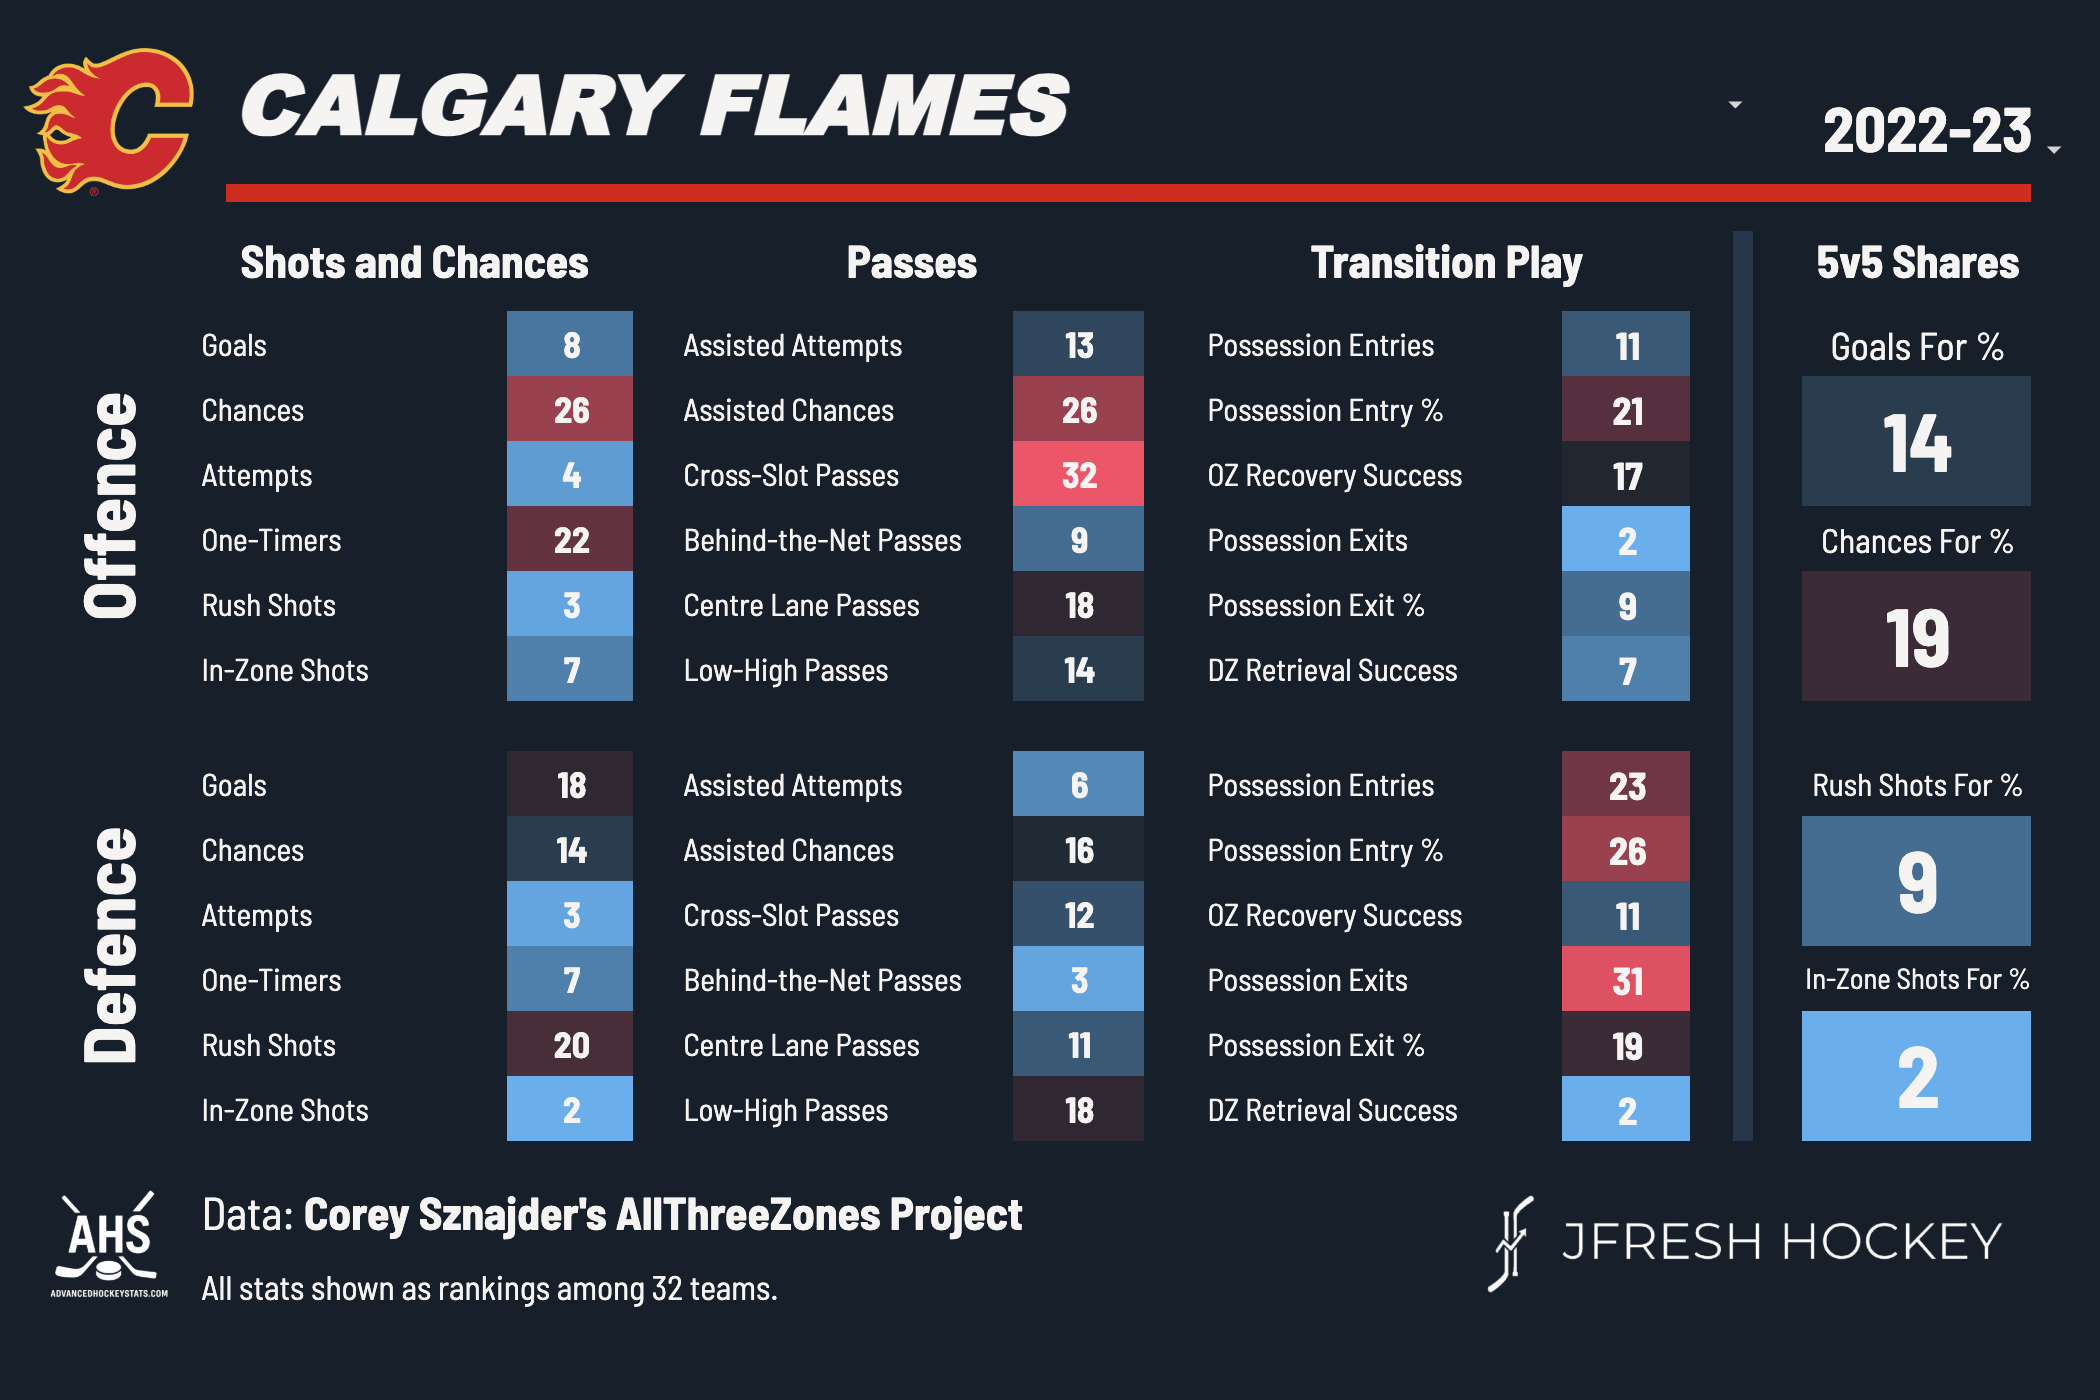 CALGARY FLAMES
2022-23
Shots and Chances
Passes
Transition Play
5v5 Shares
Offence
Goals 8
Chances 26
Attempts 4
One-Timers 22
Rush Shots 3
In-Zone Shots 7
Assisted Attempts 13
Assisted Chances 26
Cross-Slot Passes 32
Behind-the-Net Passes 9
Centre Lane Passes 18
Low-High Passes 14
Possession Entries 11
Possession Entry % 21
OZ Recovery Success 17
Possession Exits 2
Possession Exit % 9
DZ Retrieval Success 7
Goals For %
14
Chances For %
19
Defence
Goals 18
Chances 14
Attempts 3
One-Timers 7
Rush Shots 20
In-Zone Shots 2
Assisted Attempts 6
Assisted Chances 16
Cross-Slot Passes 12
Behind-the-Net Passes 3
Centre Lane Passes 11
Low-High Passes 18
Possession Entries 23
Possession Entry % 26
OZ Recovery Success 11
Possession Exits 31
Possession Exit % 19
DZ Retrieval Success 2
Rush Shots For %
9
In-Zone Shots For %
2
AHS
ADVANCEDHOCKEYSTATS.COM
Data: Corey Sznajder's AllThreeZones Project
All stats shown as rankings among 32 teams.
JFRESH HOCKEY